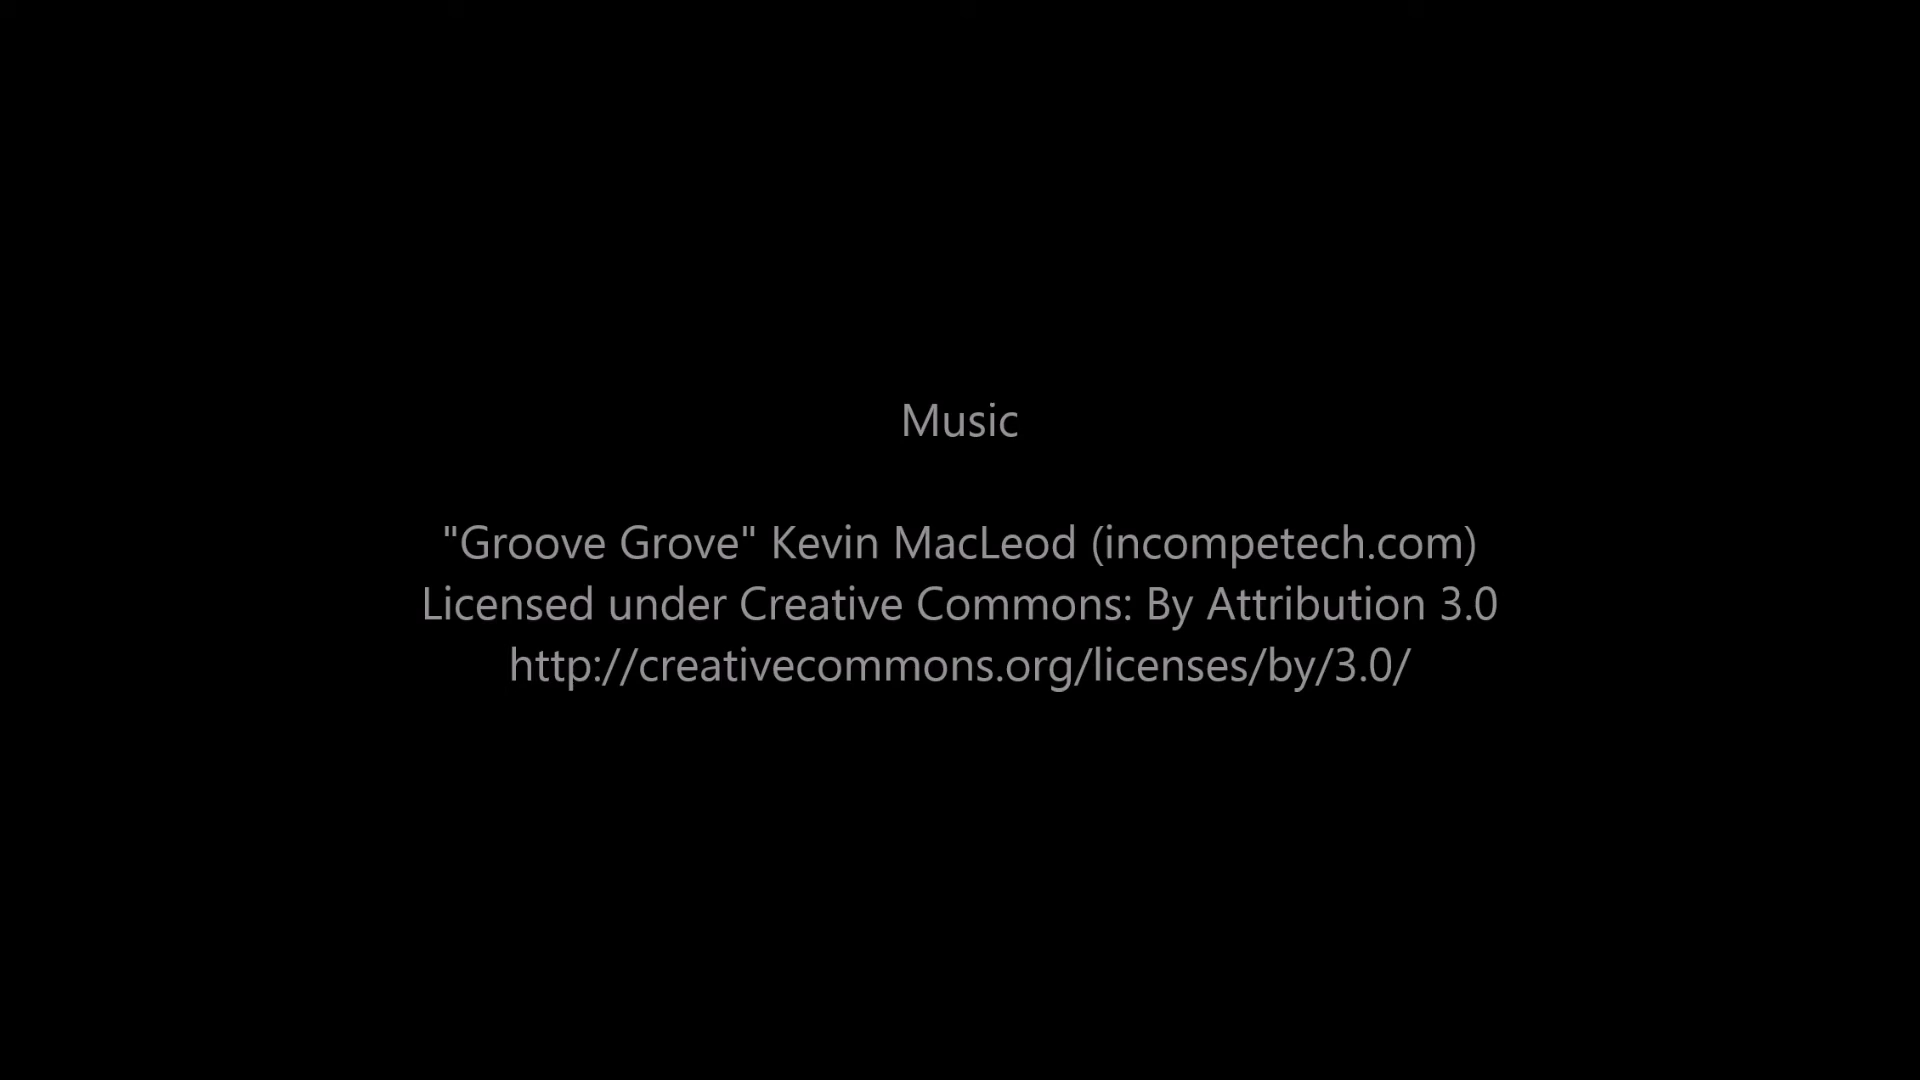 Music
"Groove Grove" Kevin MacLeod (incompetech.com)
Licensed under Creative Commons: By Attribution 3.0
http://creativecommons.org/licenses/by/3.0/